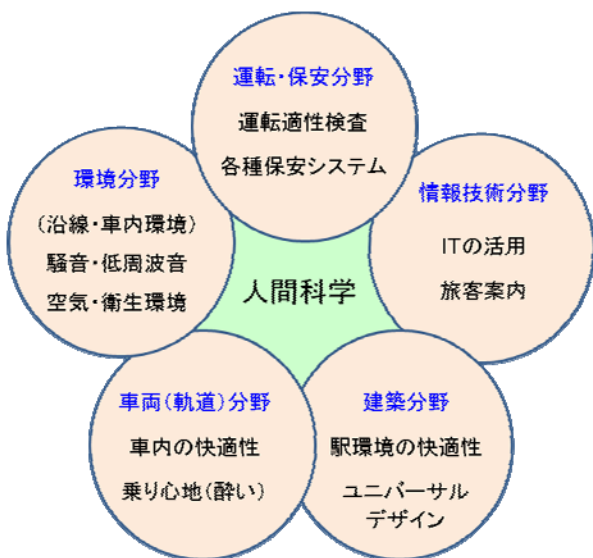 運転・保安分野
運転適性検査
各種保安システム
環境分野
(沿線・車内環境)
騒音・低周波音
空気・衛生環境
情報技術分野
ITの活用
旅客案内
人間科学
車両(軌道)分野
車内の快適性
乗り心地(酔い)
建築分野
駅環境の快適性
ユニバーサル
デザイン